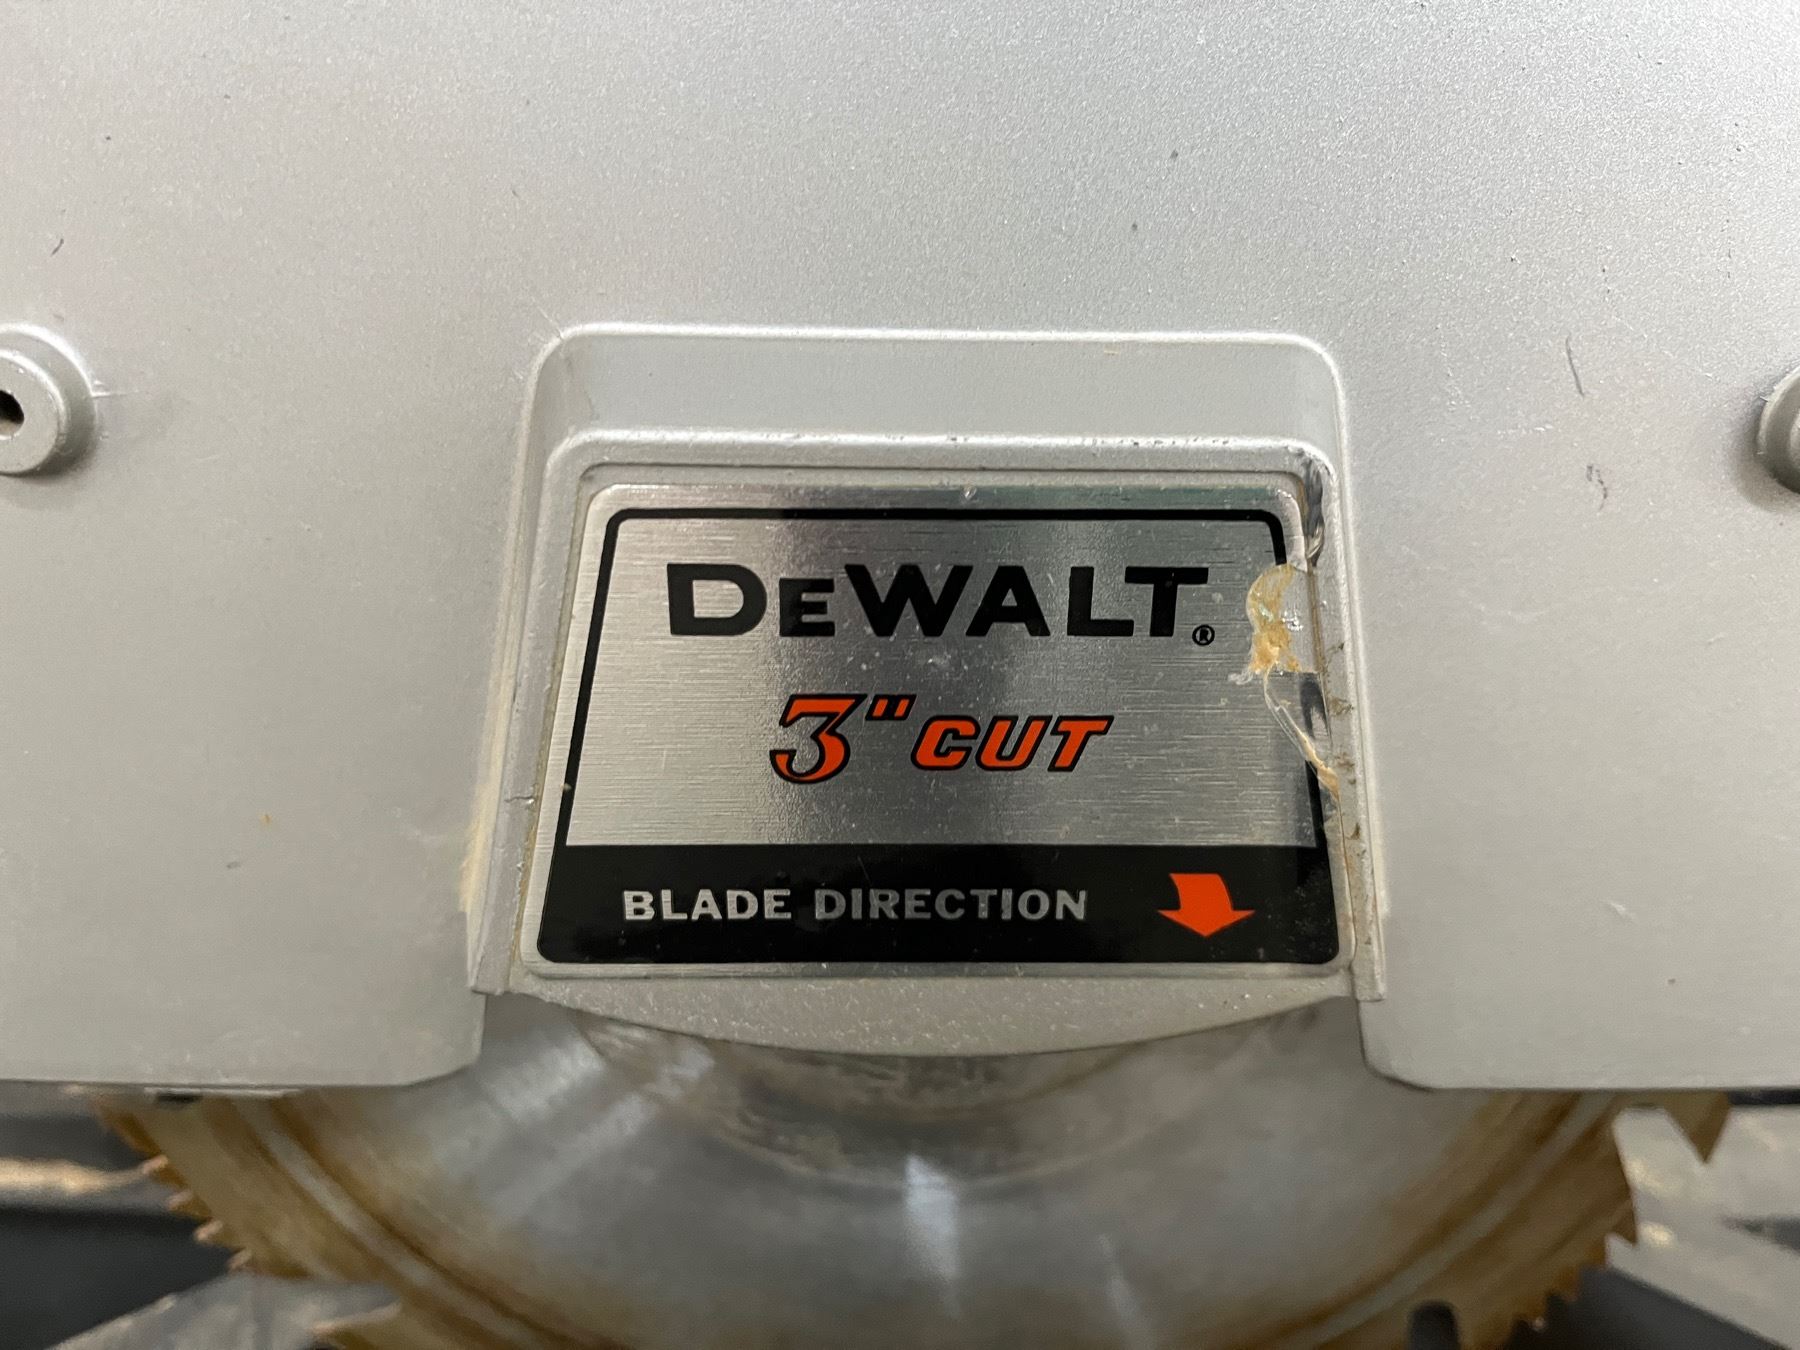 DEWALT®
3" CUT
BLADE DIRECTION